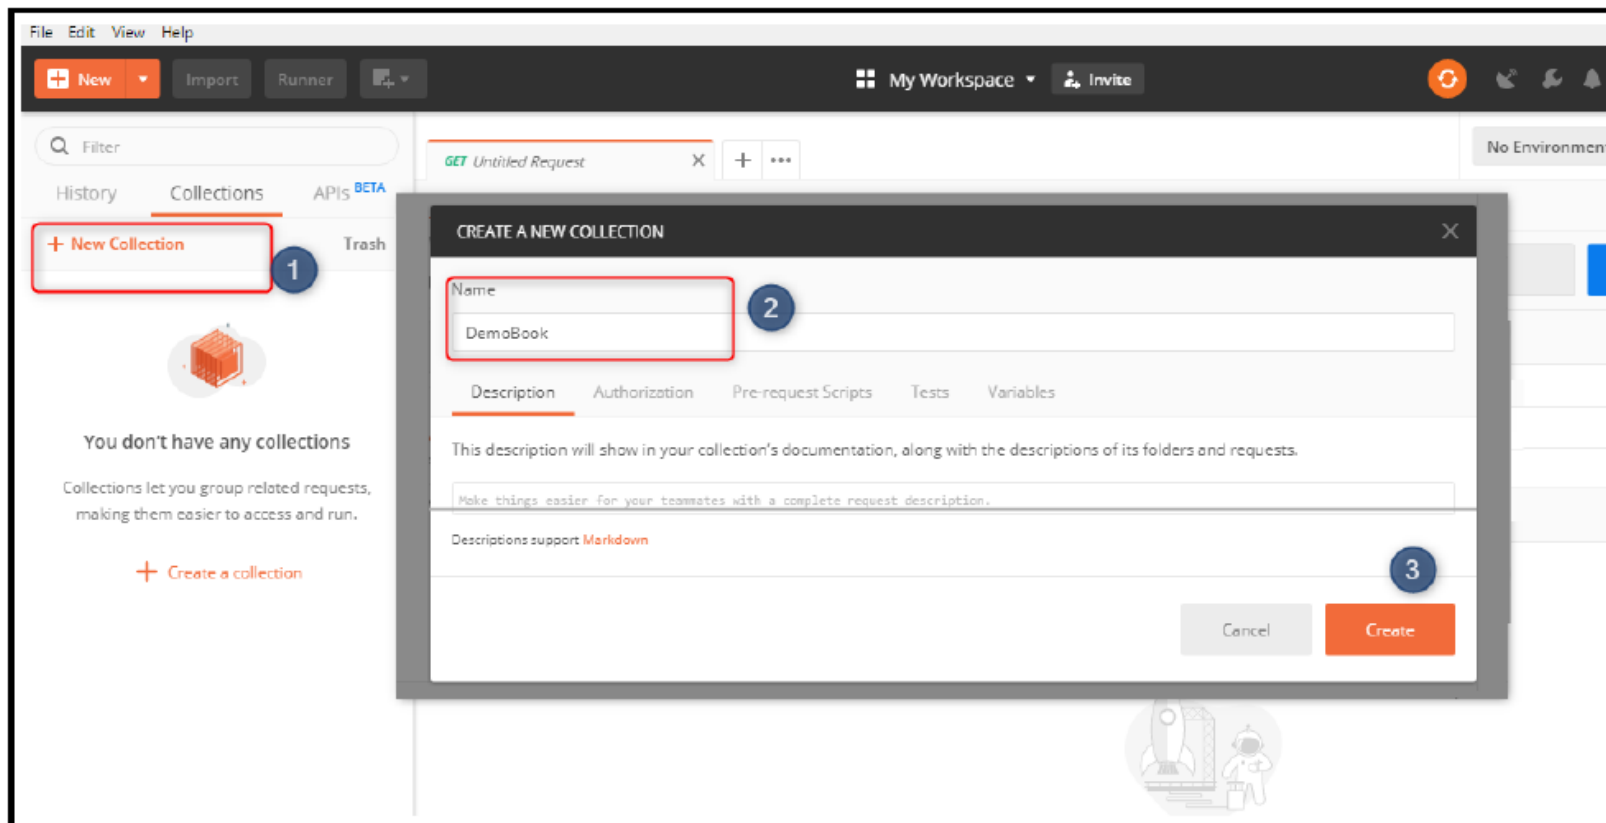 File Edit View Help
New Import Runner My Workspace Invite
Filter
GET Untitled Request
No Environment
History Collections APIs BETA
+ New Collection Trash
1
CREATE A NEW COLLECTION
Name
2
DemoBook
Description Authorization Pre-request Scripts Tests Variables
You don't have any collections
This description will show in your collection's documentation, along with the descriptions of its folders and requests.
Collections let you group related requests,
making them easier to access and run.
Make things easier for your teammates with a complete request description.
Descriptions support Markdown
+ Create a collection
3
Cancel Create